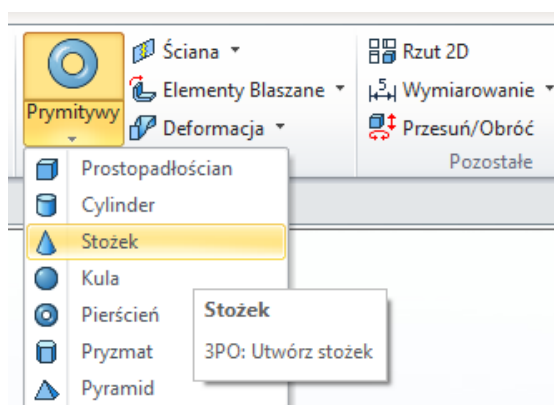 Ściana
Elementy Blaszane
Deformacja
Prymitywy
Rzut 2D
5
Wymiarowanie
Przesuń/Obróć
Pozostałe
Prostopadłościan
Cylinder
Stożek
Kula
Pierścień
Pryzmat
Pyramid
Stożek
3PO: Utwórz stożek